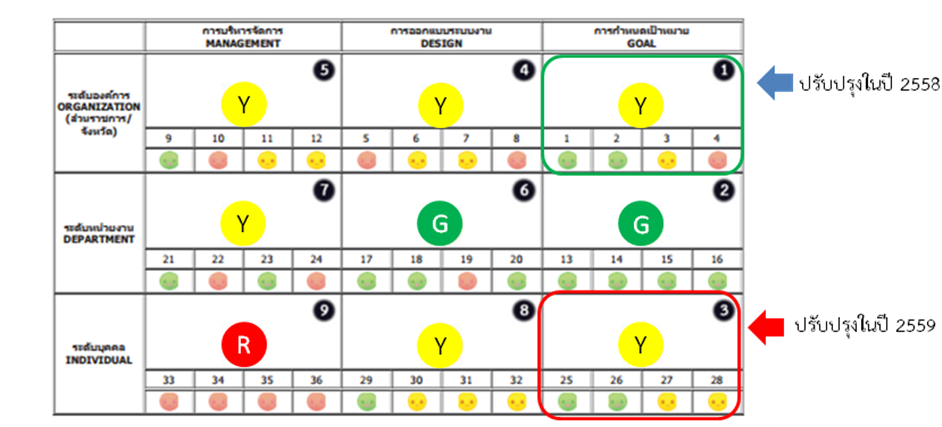 การบริหารจัดการ
MANAGEMENT
การออกแบบระบบงาน
DESIGN
การกำหนดเป้าหมาย
GOAL
ระดับองค์การ
ORGANIZATION
(ส่วนราชการ/
จังหวัด)
5
Y
4
Y
1
Y
ปรับปรุงในปี 2558
9 10 11 12 5 6 7 8 1 2 3 4
ระดับหน่วยงาน
DEPARTMENT
7
Y
6
G
2
G
21 22 23 24 17 18 19 20 13 14 15 16
ระดับบุคคล
INDIVIDUAL
9
R
8
Y
3
Y
ปรับปรุงในปี 2559
33 34 35 36 29 30 31 32 25 26 27 28